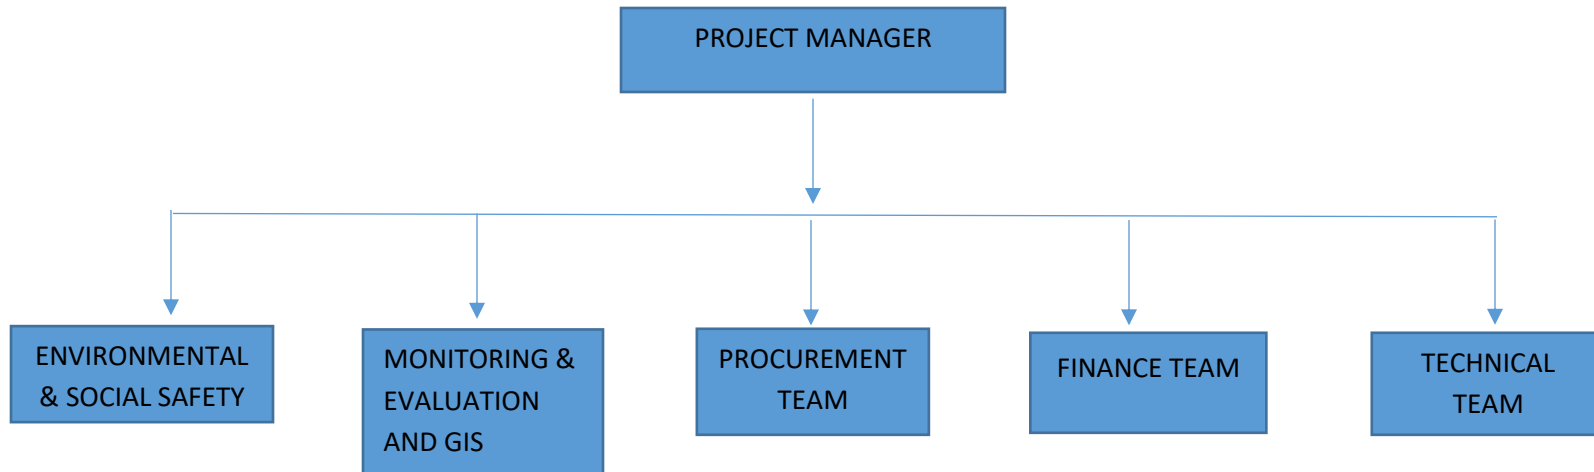 PROJECT MANAGER
ENVIRONMENTAL
& SOCIAL SAFETY
MONITORING &
EVALUATION
AND GIS
PROCUREMENT
TEAM
FINANCE TEAM
TECHNICAL
TEAM